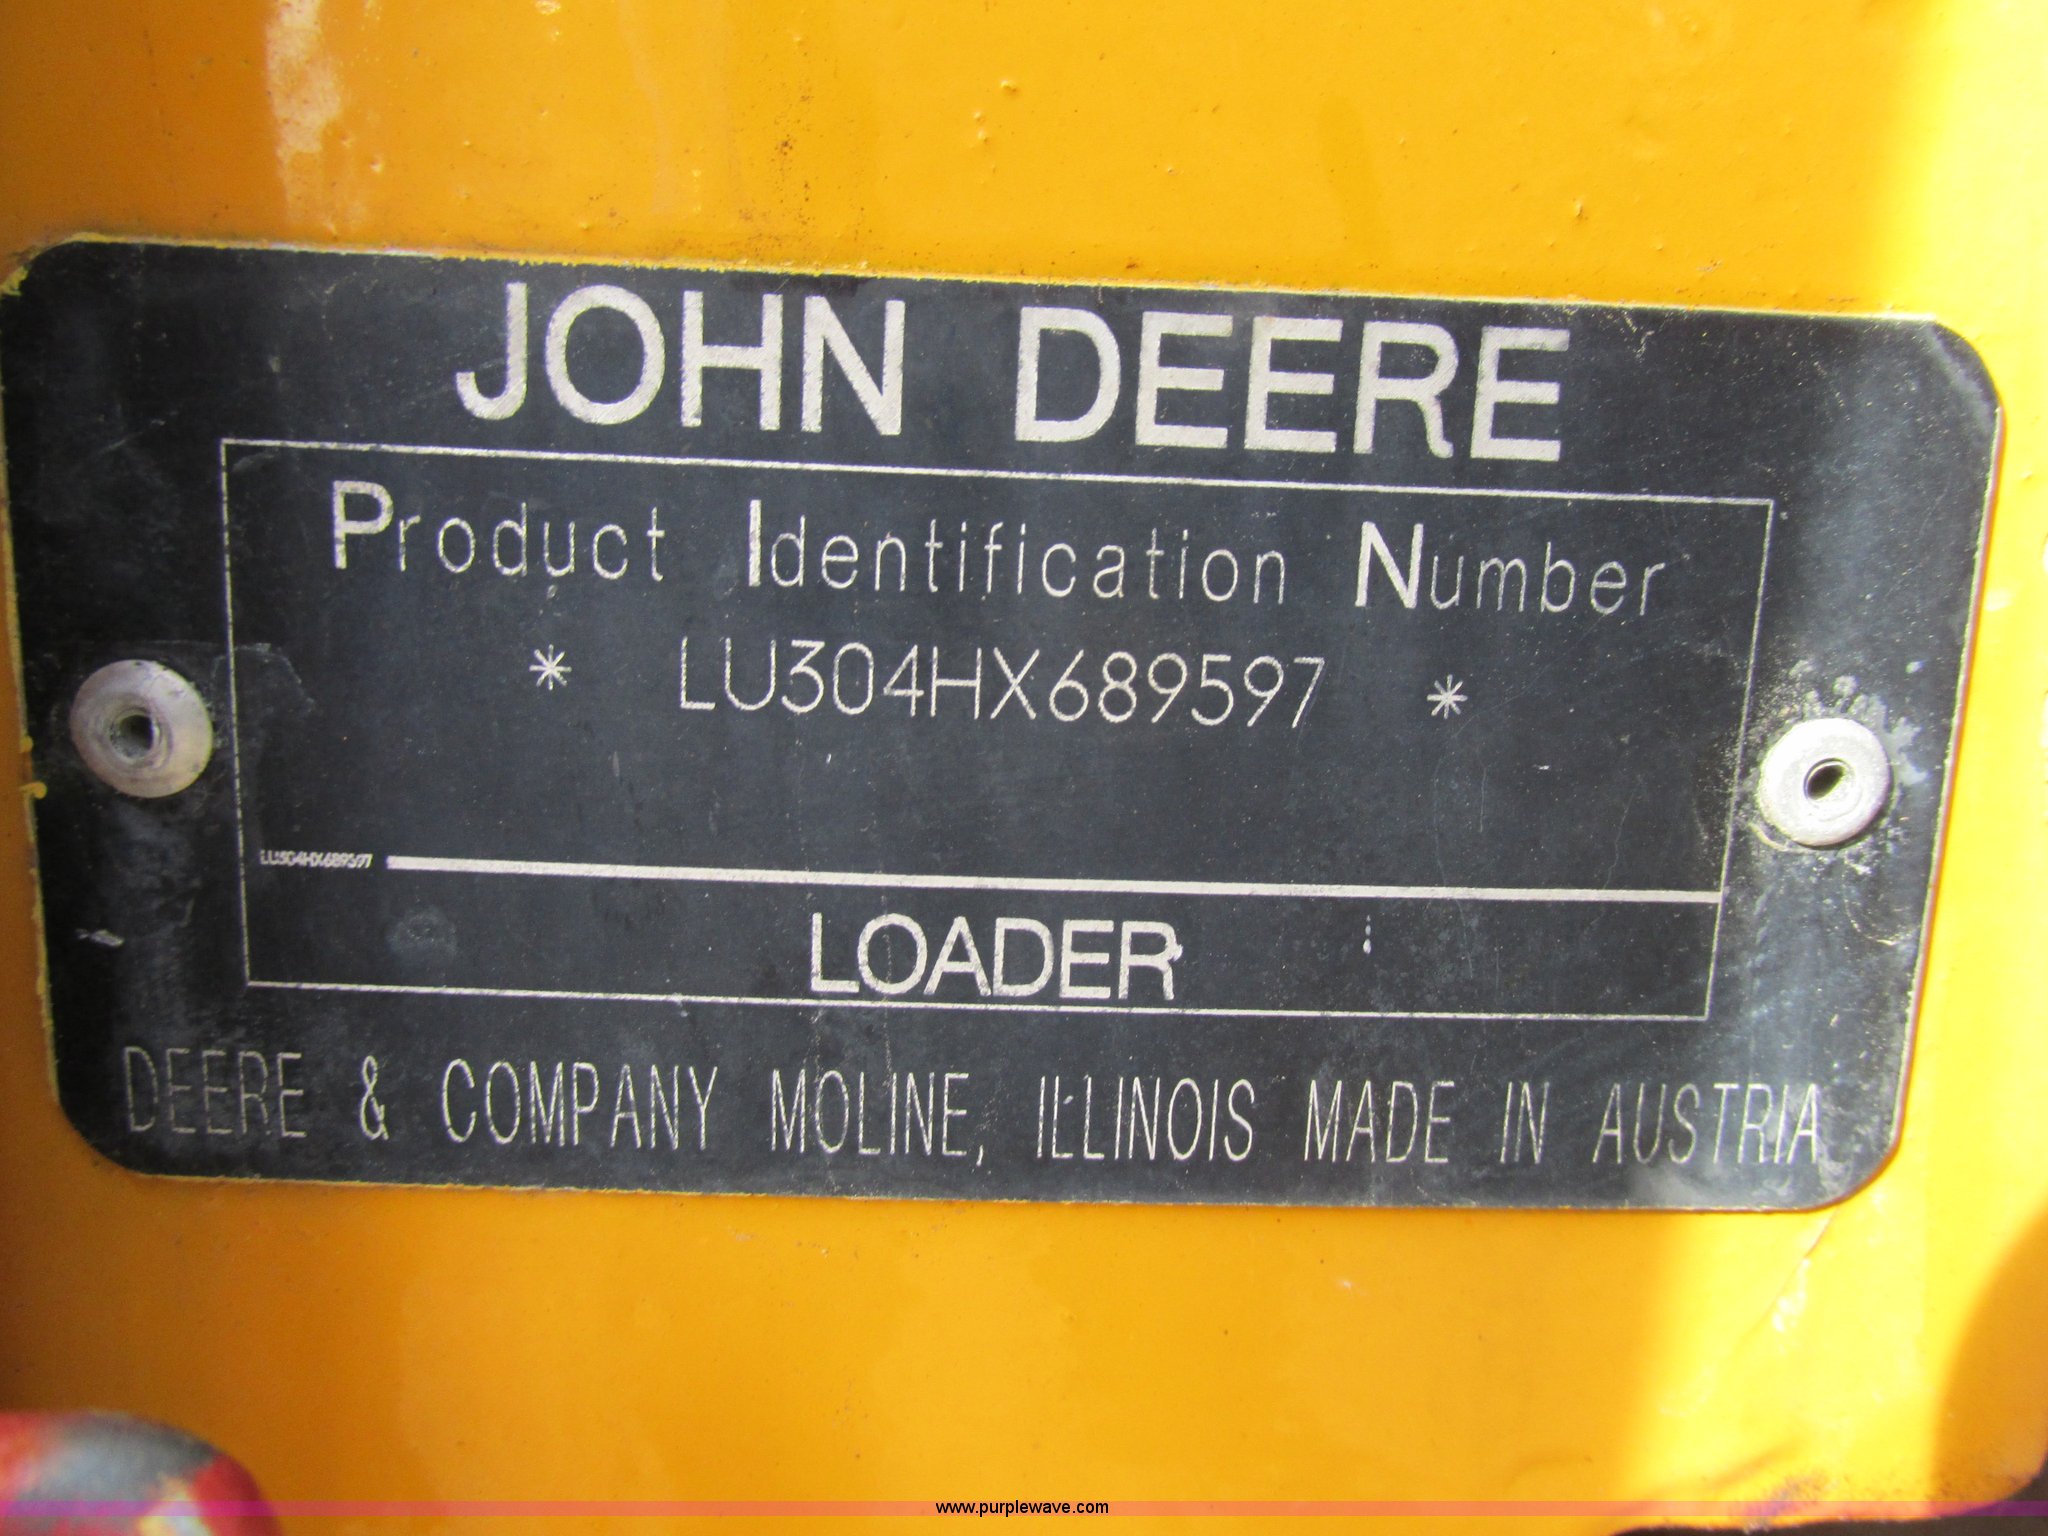 JOHN DEERE
Product Identification Number
* LU304HX689597 *
LU304HX689597
LOADER
DEERE & COMPANY MOLINE, ILLINOIS MADE IN AUSTRIA
www.purplewave.com